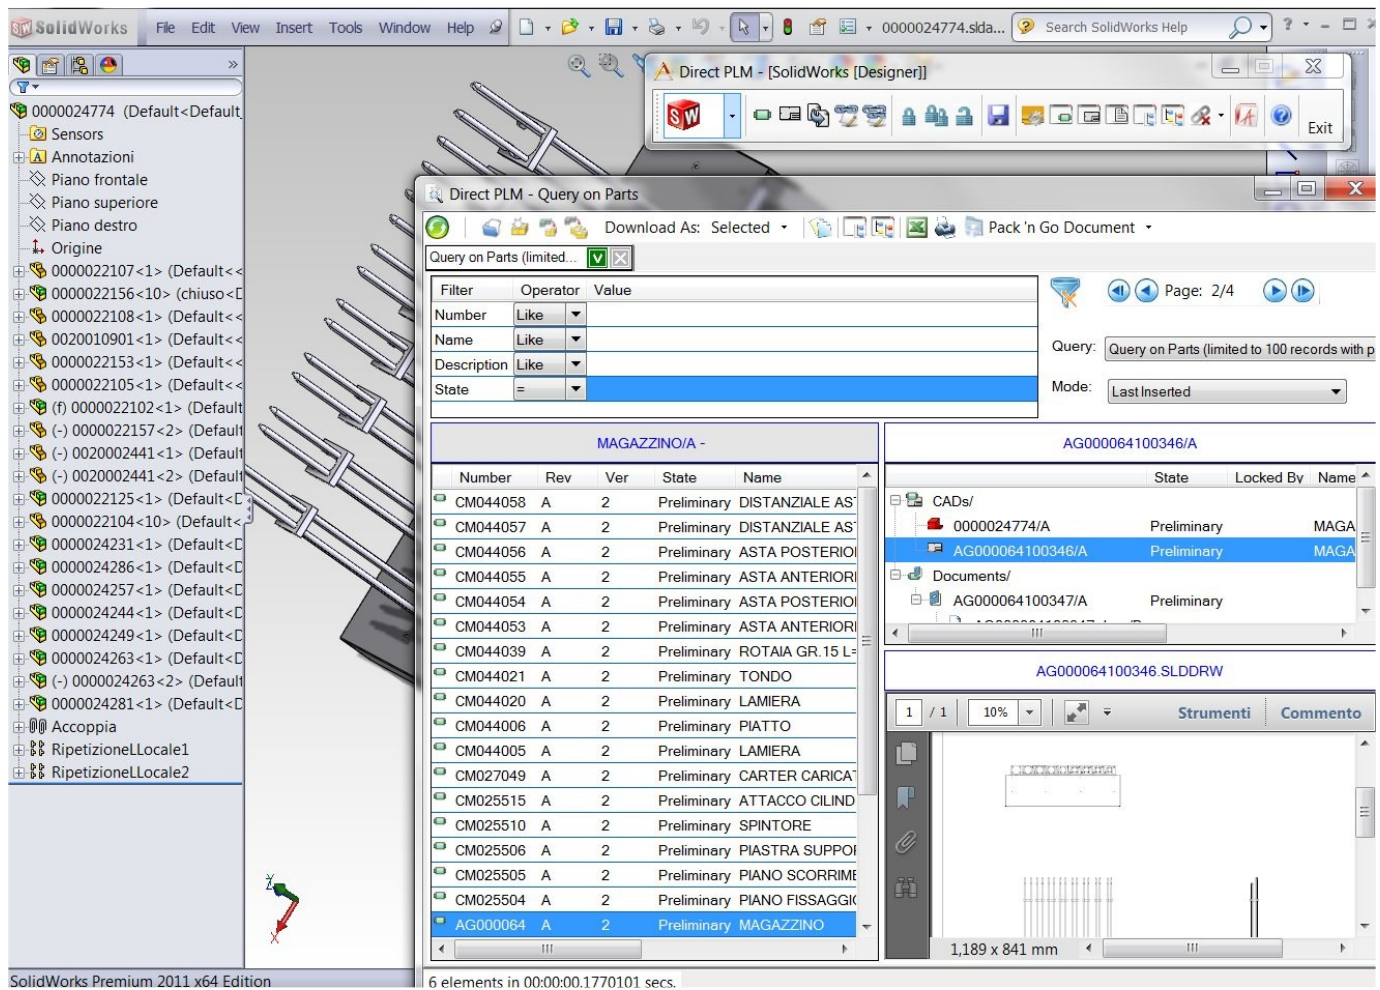 SolidWorks File Edit View Insert Tools Window Help 0000024774.slda... Search SolidWorks Help
Direct PLM - [SolidWorks [Designer]]
Exit
0000024774 (Default<Default
Sensors
Annotazioni
Piano frontale
Piano superiore
Piano destro
Origine
0000022107<1> (Default<<
0000022156<10> (chiuso<D
0000022108<1> (Default<<
0020010901<1> (Default<<
0000022153<1> (Default<<
0000022105<1> (Default<<
(f) 0000022102<1> (Default
(-) 0000022157<2> (Default
(-) 0020002441<1> (Default
(-) 0020002441<2> (Default
0000022125<1> (Default<D
0000022104<10> (Default<
0000024231<1> (Default<D
0000024286<1> (Default<D
0000024257<1> (Default<D
0000024244<1> (Default<D
0000024249<1> (Default<D
0000024263<1> (Default<D
(-) 0000024263<2> (Default
0000024281<1> (Default<D
Accoppia
RipetizioneLLocale1
RipetizioneLLocale2
Direct PLM - Query on Parts
Download As: Selected Pack 'n Go Document
Query on Parts (limited...
Filter Operator Value
Number Like
Name Like
Description Like
State =
Page: 2/4
Query: Query on Parts (limited to 100 records with p
Mode: Last Inserted
MAGAZZINO/A -
Number Rev Ver State Name
CM044058 A 2 Preliminary DISTANZIALE AS
CM044057 A 2 Preliminary DISTANZIALE AS
CM044056 A 2 Preliminary ASTA POSTERIO
CM044055 A 2 Preliminary ASTA ANTERIOR
CM044054 A 2 Preliminary ASTA POSTERIO
CM044053 A 2 Preliminary ASTA ANTERIOR
CM044039 A 2 Preliminary ROTAIA GR.15 L=
CM044021 A 2 Preliminary TONDO
CM044020 A 2 Preliminary LAMIERA
CM044006 A 2 Preliminary PIATTO
CM044005 A 2 Preliminary LAMIERA
CM027049 A 2 Preliminary CARTER CARICA
CM025515 A 2 Preliminary ATTACCO CILIND
CM025510 A 2 Preliminary SPINTORE
CM025506 A 2 Preliminary PIASTRA SUPPO
CM025505 A 2 Preliminary PIANO SCORRIME
CM025504 A 2 Preliminary PIANO FISSAGGI
AG000064 A 2 Preliminary MAGAZZINO
AG000064100346/A
State Locked By Name
CADs/
0000024774/A Preliminary MAGA
AG000064100346/A Preliminary MAGA
Documents/
AG000064100347/A Preliminary
AG000064100346.SLDDRW
1 / 1 10% Strumenti Commento
1,189 x 841 mm
SolidWorks Premium 2011 x64 Edition
6 elements in 00:00:00.1770101 secs.